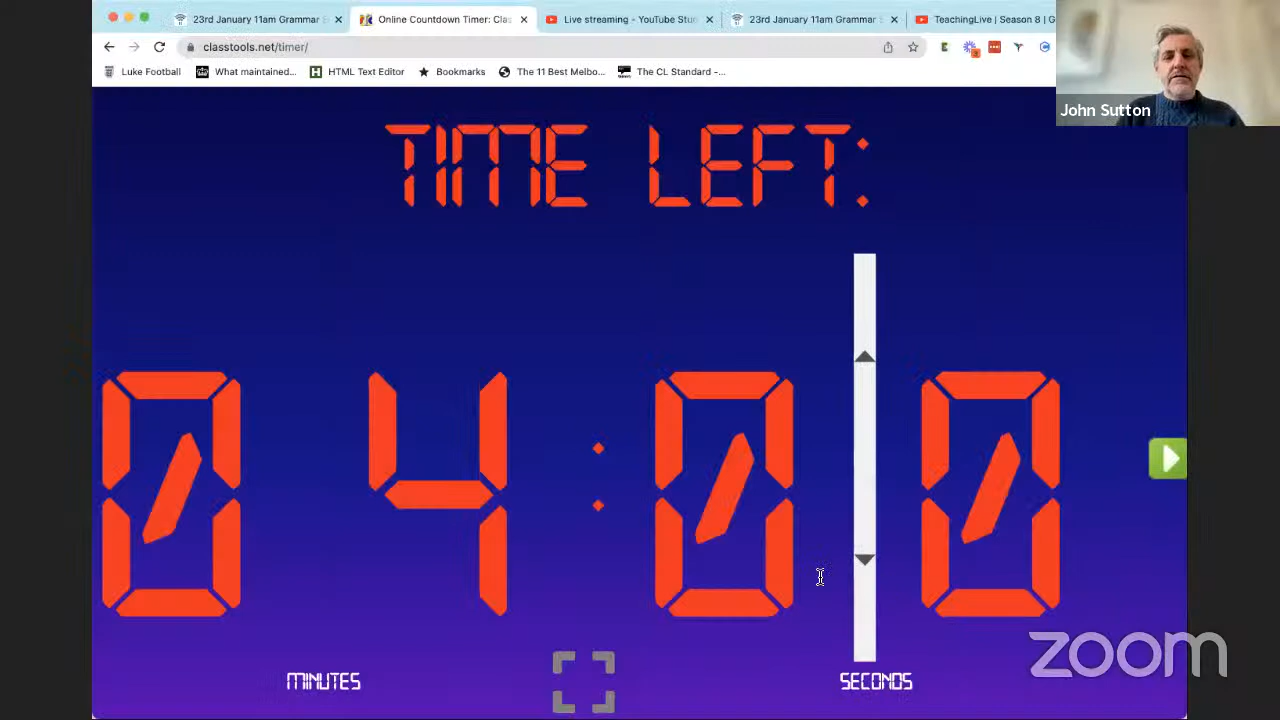 23rd January 11am Grammar
Online Countdown Timer: Clas
Live streaming - YouTube Stu
23rd January 11am Grammar S
TeachingLive | Season 8 | G
classtools.net/timer/
Luke Football
What maintained...
HTML Text Editor
Bookmarks
The 11 Best Melbo...
The CL Standard -...
John Sutton
TIME LEFT:
04:00
MINUTES
SECONDS
zoom